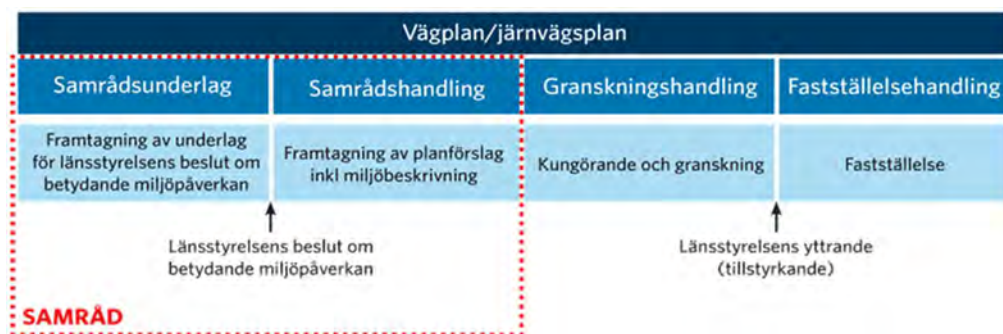 Vägplan/järnvägsplan
Samrådsunderlag
Samrådshandling
Granskningshandling
Fastställelsehandling
Framtagning av underlag
för länsstyrelsens beslut om
betydande miljöpåverkan
Framtagning av planförslag
inkl miljöbeskrivning
Kungörande och granskning
Fastställelse
Länsstyrelsens beslut om
betydande miljöpåverkan
Länsstyrelsens yttrande
(tillstyrkande)
SAMRÅD